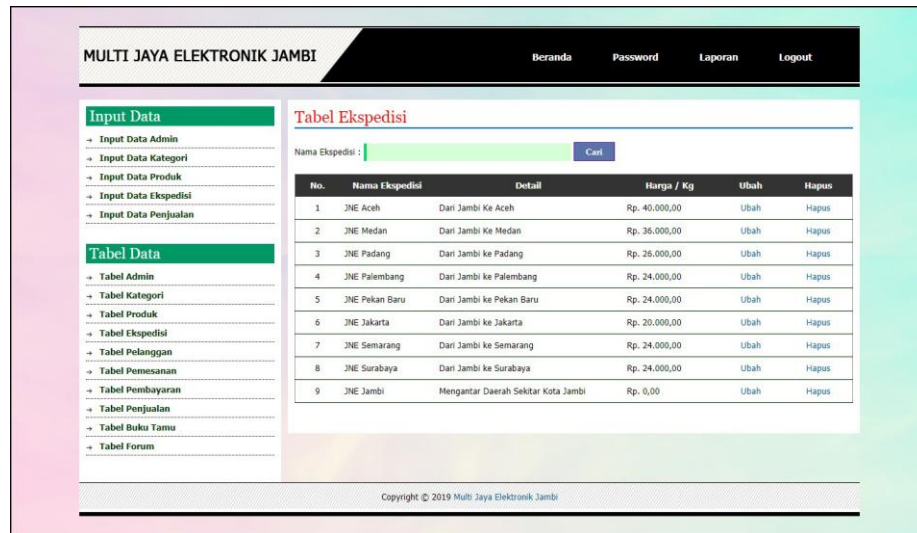 MULTI JAYA ELEKTRONIK JAMBI
Beranda Password Laporan Logout
Input Data
→ Input Data Admin
→ Input Data Kategori
→ Input Data Produk
→ Input Data Ekspedisi
→ Input Data Penjualan
Tabel Data
→ Tabel Admin
→ Tabel Kategori
→ Tabel Produk
→ Tabel Ekspedisi
→ Tabel Pelanggan
→ Tabel Pemesanan
→ Tabel Pembayaran
→ Tabel Penjualan
→ Tabel Buku Tamu
→ Tabel Forum
Tabel Ekspedisi
Nama Ekspedisi : Cari
No. Nama Ekspedisi Detail Harga / Kg Ubah Hapus
1 JNE Aceh Dari Jambi Ke Aceh Rp. 40.000,00 Ubah Hapus
2 JNE Medan Dari Jambi Ke Medan Rp. 36.000,00 Ubah Hapus
3 JNE Padang Dari Jambi ke Padang Rp. 26.000,00 Ubah Hapus
4 JNE Palembang Dari Jambi ke Palembang Rp. 24.000,00 Ubah Hapus
5 JNE Pekan Baru Dari Jambi ke Pekan Baru Rp. 24.000,00 Ubah Hapus
6 JNE Jakarta Dari Jambi ke Jakarta Rp. 20.000,00 Ubah Hapus
7 JNE Semarang Dari Jambi ke Semarang Rp. 24.000,00 Ubah Hapus
8 JNE Surabaya Dari Jambi ke Surabaya Rp. 24.000,00 Ubah Hapus
9 JNE Jambi Mengantar Daerah Sekitar Kota Jambi Rp. 0,00 Ubah Hapus
Copyright © 2019 Multi Jaya Elektronik Jambi